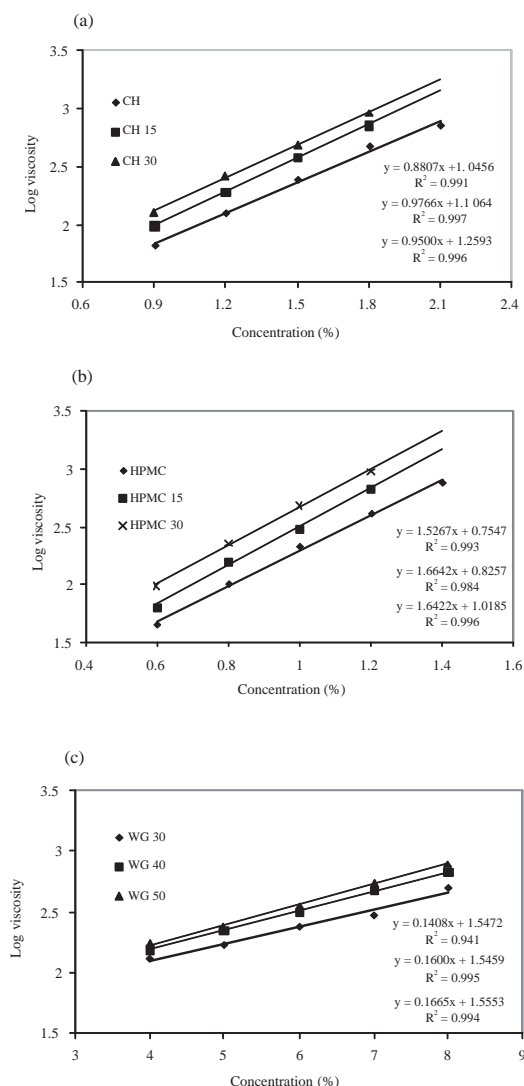 (a)
3.5
3
2.5
2
1.5
Log viscosity
CH
CH 15
CH 30
y = 0.8807x +1. 0456
R² = 0.991
y = 0.9766x +1.1 064
R² = 0.997
y = 0.9500x + 1.2593
R² = 0.996
0.6 0.9 1.2 1.5 1.8 2.1 2.4
Concentration (%)
(b)
3.5
3
2.5
2
1.5
Log viscosity
HPMC
HPMC 15
HPMC 30
y = 1.5267x + 0.7547
R² = 0.993
y = 1.6642x + 0.8257
R² = 0.984
y = 1.6422x + 1.0185
R² = 0.996
0.4 0.6 0.8 1 1.2 1.4 1.6
Concentration (%)
(c)
3.5
3
2.5
2
1.5
Log viscosity
WG 30
WG 40
WG 50
y = 0.1408x + 1.5472
R² = 0.941
y = 0.1600x + 1.5459
R² = 0.995
y = 0.1665x + 1.5553
R² = 0.994
3 4 5 6 7 8 9
Concentration (%)